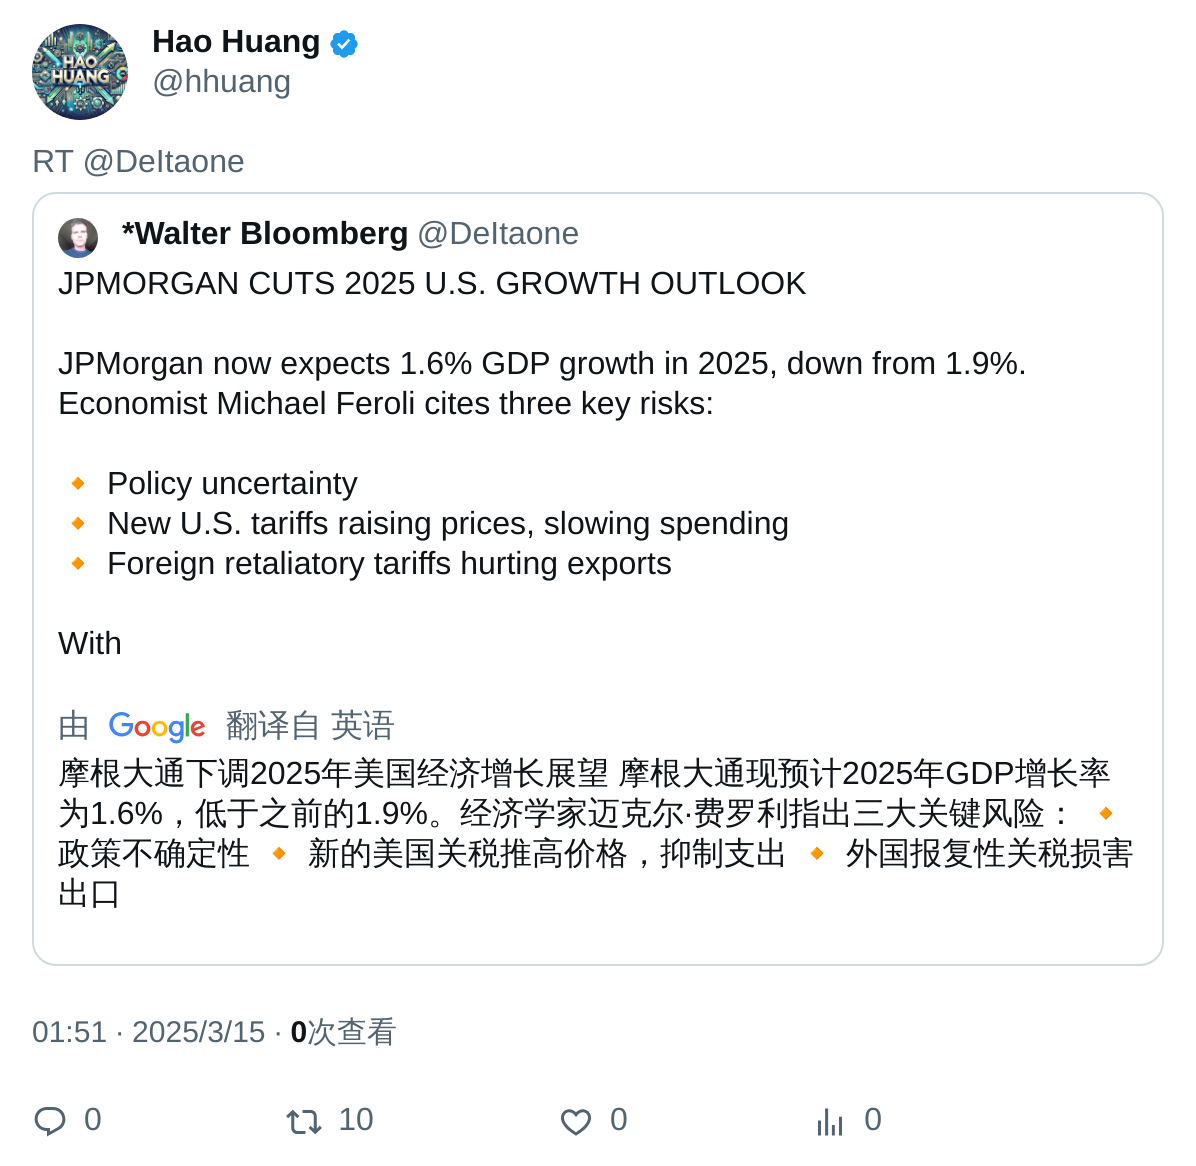 HAO
HUANG
Hao Huang
@hhuang
RT @DeItaone
*Walter Bloomberg @DeItaone
JPMORGAN CUTS 2025 U.S. GROWTH OUTLOOK
JPMorgan now expects 1.6% GDP growth in 2025, down from 1.9%.
Economist Michael Feroli cites three key risks:
🔸 Policy uncertainty
🔸 New U.S. tariffs raising prices, slowing spending
🔸 Foreign retaliatory tariffs hurting exports
With
由 Google 翻译自 英语
摩根大通下调2025年美国经济增长展望 摩根大通现预计2025年GDP增长率
为1.6%，低于之前的1.9%。经济学家迈克尔·费罗利指出三大关键风险： 🔸
政策不确定性 🔸 新的美国关税推高价格，抑制支出 🔸 外国报复性关税损害
出口
01:51 · 2025/3/15 · 0次查看
0 10 0 0